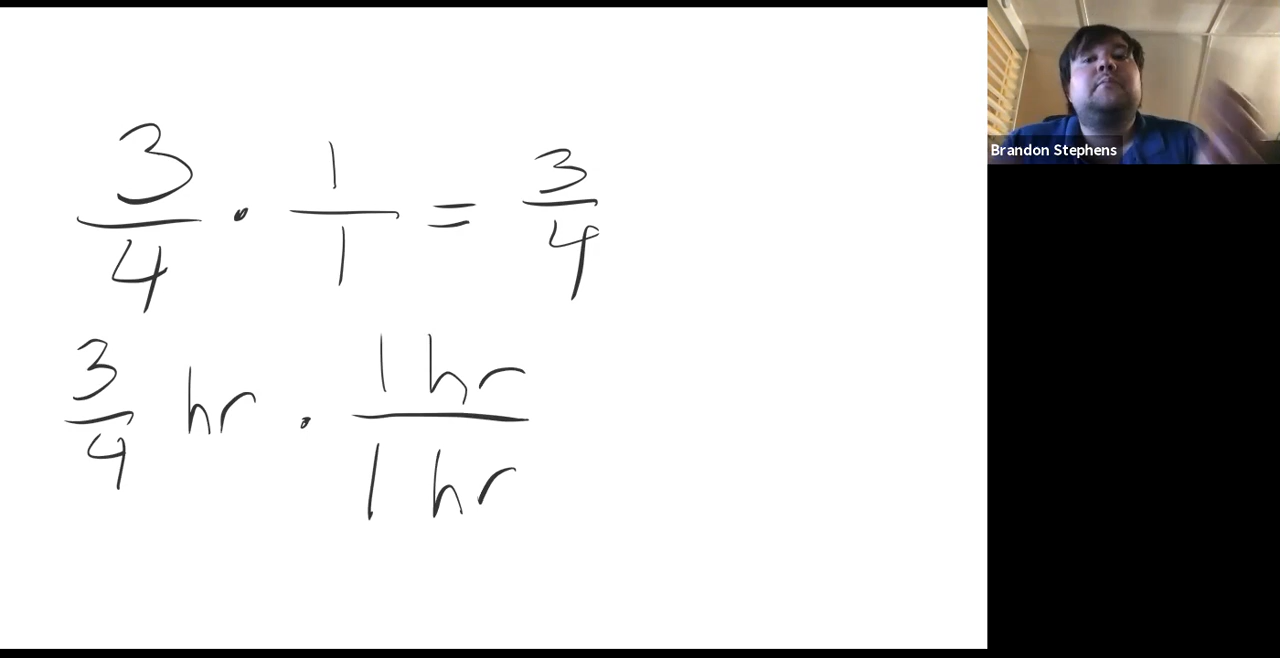 3/4 · 1/1 = 3/4
3/4 hr · 1 hr/1 hr
Brandon Stephens